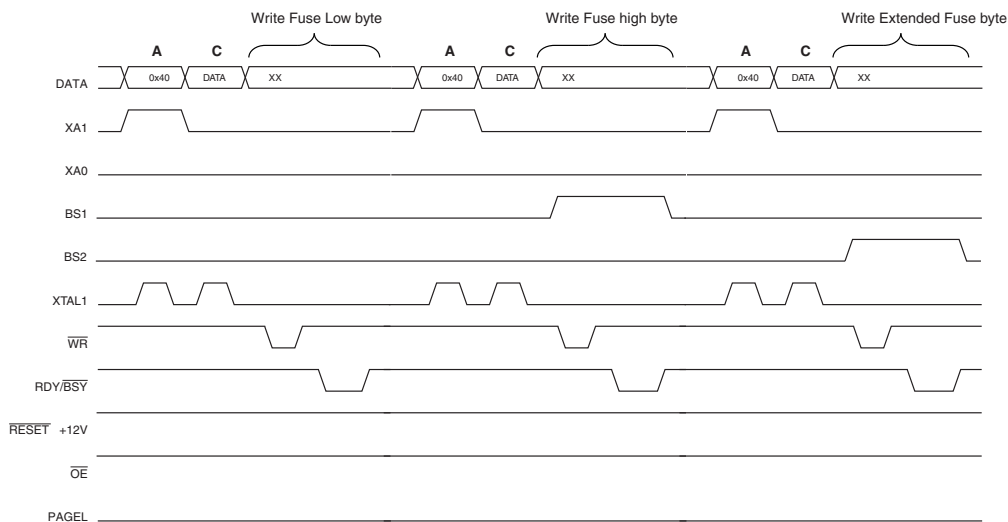 Write Fuse Low byte Write Fuse high byte Write Extended Fuse byte
A C A C A C
DATA 0x40 DATA XX 0x40 DATA XX 0x40 DATA XX
XA1
XA0
BS1
BS2
XTAL1
WR
RDY/BSY
RESET +12V
OE
PAGEL